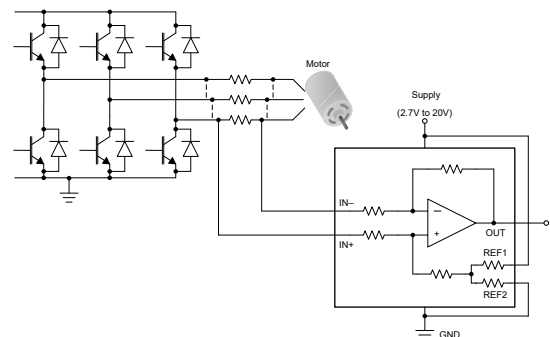 Motor
Supply
(2.7V to 20V)
IN–
IN+
–
+
OUT
REF1
REF2
GND